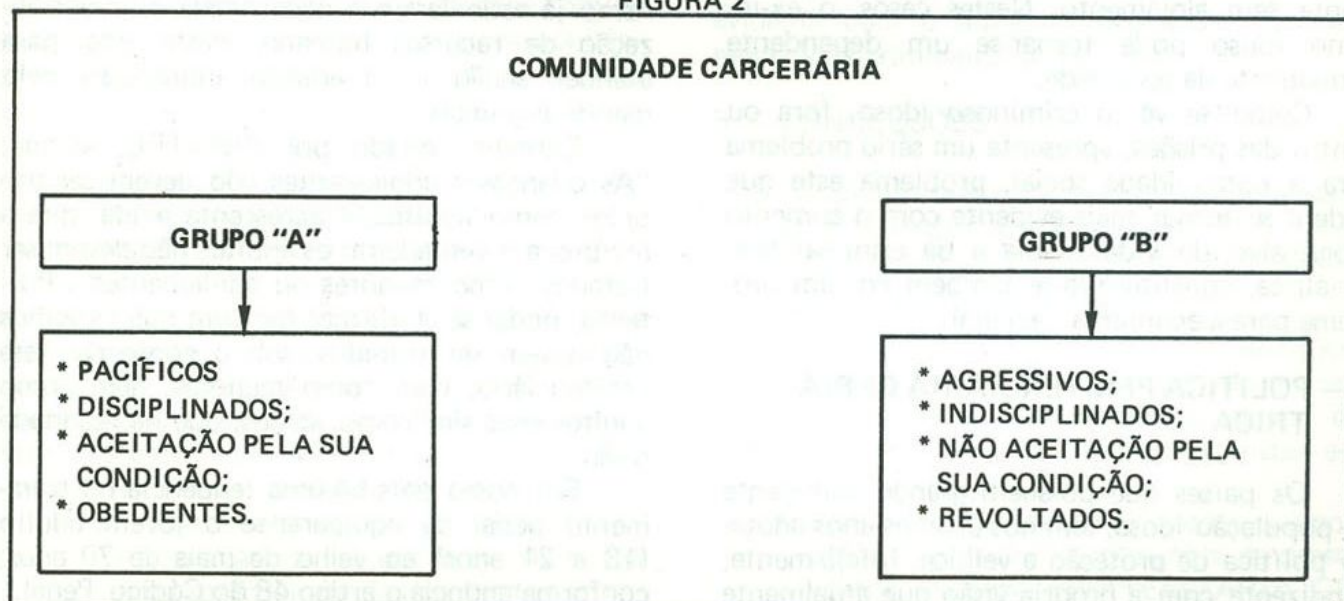 FIGURA 2
COMUNIDADE CARCERÁRIA
GRUPO "A"
* PACÍFICOS
* DISCIPLINADOS;
* ACEITAÇÃO PELA SUA
CONDIÇÃO;
* OBEDIENTES.
GRUPO "B"
* AGRESSIVOS;
* INDISCIPLINADOS;
* NÃO ACEITAÇÃO PELA
SUA CONDIÇÃO;
* REVOLTADOS.